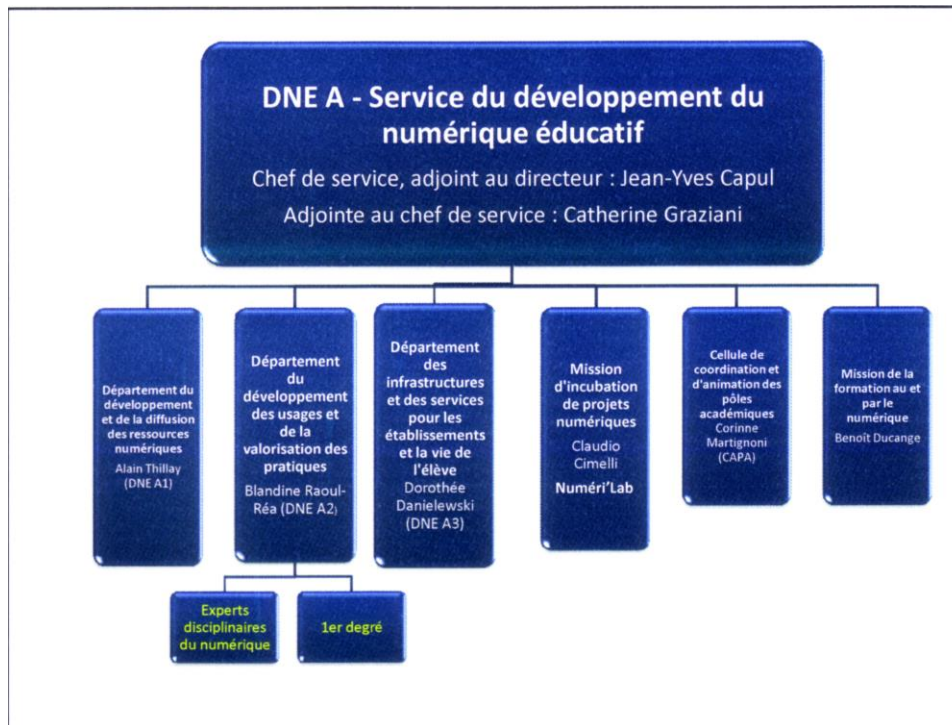 DNE A - Service du développement du
numérique éducatif
Chef de service, adjoint au directeur : Jean-Yves Capul
Adjointe au chef de service : Catherine Graziani
Département du
développement
et de la diffusion
des ressources
numériques
Alain Thillay
(DNE A1)
Département
du
développement
des usages et
de la
valorisation des
pratiques
Blandine Raoul-
Réa (DNE A2)
Département
des
infrastructures
et des services
pour les
établissements
et la vie de
l'élève
Dorothée
Danielewski
(DNE A3)
Mission
d'incubation
de projets
numériques
Claudio
Cimelli
Numéri'Lab
Cellule de
coordination et
d'animation des
pôles
académiques
Corinne
Martignoni
(CAPA)
Mission de la
formation au et
par le
numérique
Benoît Ducange
Experts
disciplinaires
du numérique
1er degré